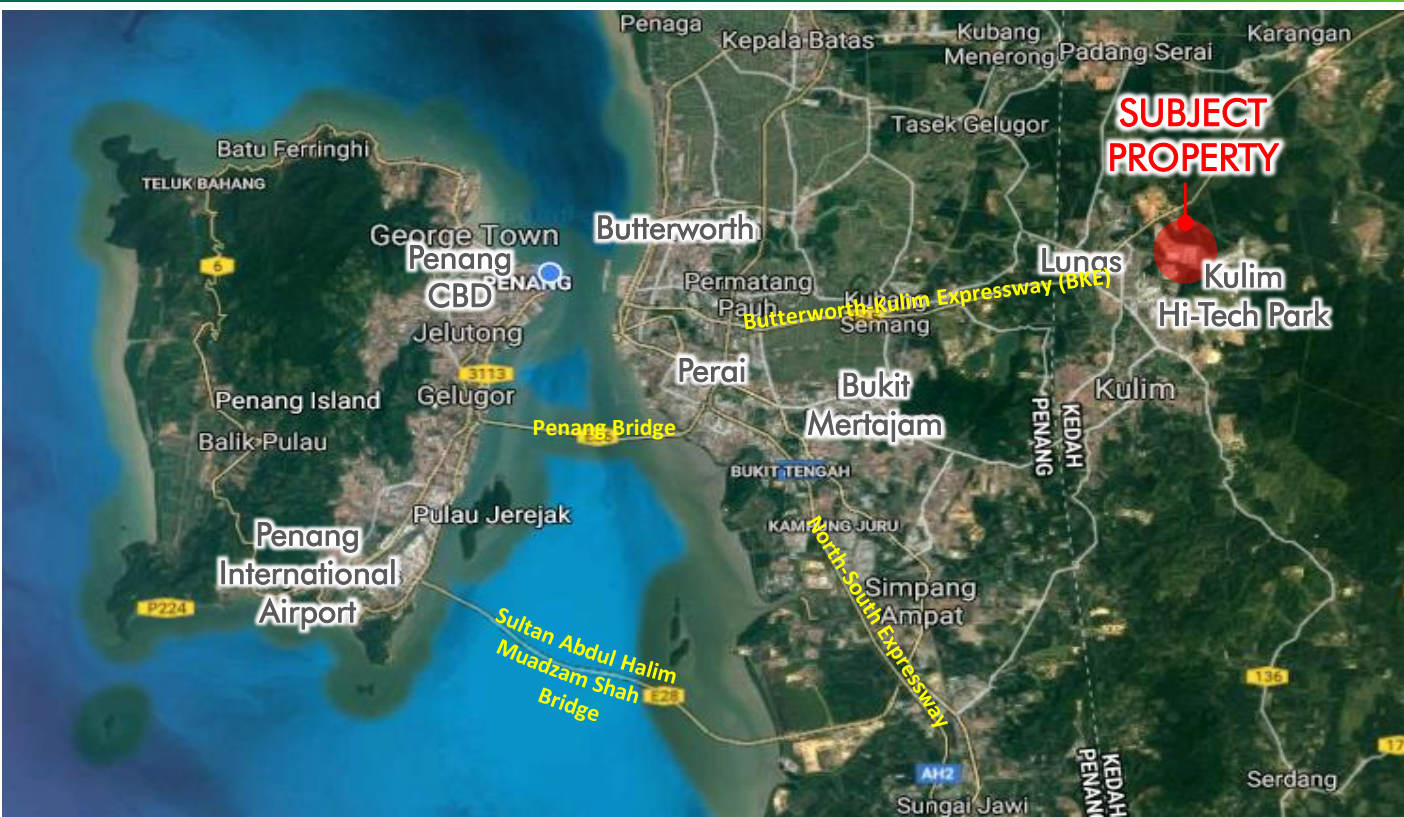 Penaga
Kepala Batas
Kubang
Menerong
Padang Serai
Karangan
SUBJECT
PROPERTY
Tasek Gelugor
Batu Ferringhi
TELUK BAHANG
George Town
Penang
CBD
PENANG
Butterworth
Lunas
Kulim
Hi-Tech Park
6
Permatang
Pauh
Semang
Butterworth-Kulim Expressway (BKE)
Jelutong
3113
Perai
Bukit
Mertajam
Kulim
PENANG
KEDAH
Penang Island
Gelugor
Balik Pulau
Penang Bridge
BUKIT TENGAH
Pulau Jerejak
KAMPUNG JURU
North-South Expressway
Penang
International
Airport
P224
Simpang
Ampat
Sultan Abdul Halim
Muadzam Shah
Bridge
E28
136
17
AH2
Serdang
KEDAH
Sungai Jawi